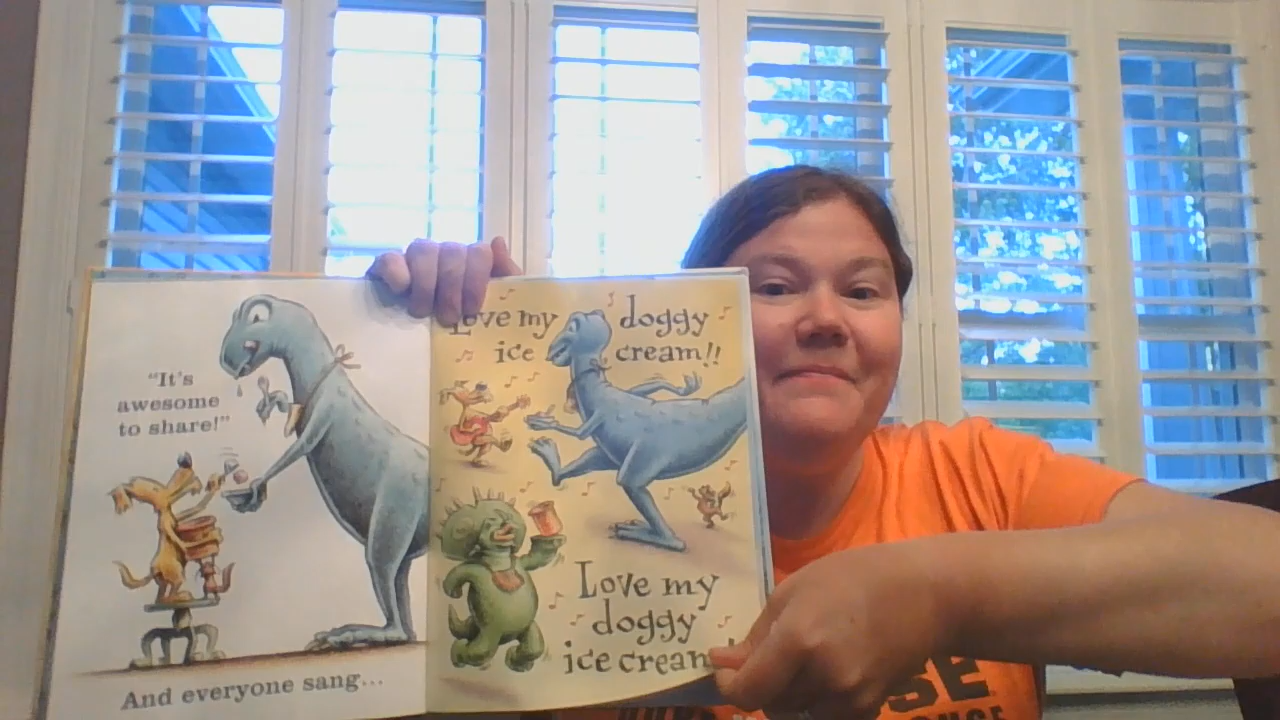 "It's
awesome
to share!"
And everyone sang...
Love my doggy
ice cream!!
Love my
doggy
ice cream